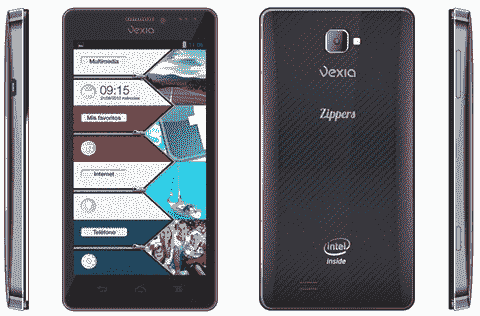 vexia
Multimedia
09:15
Mis favoritos
Internet
Teléfono
vexia
Zippers
intel
inside